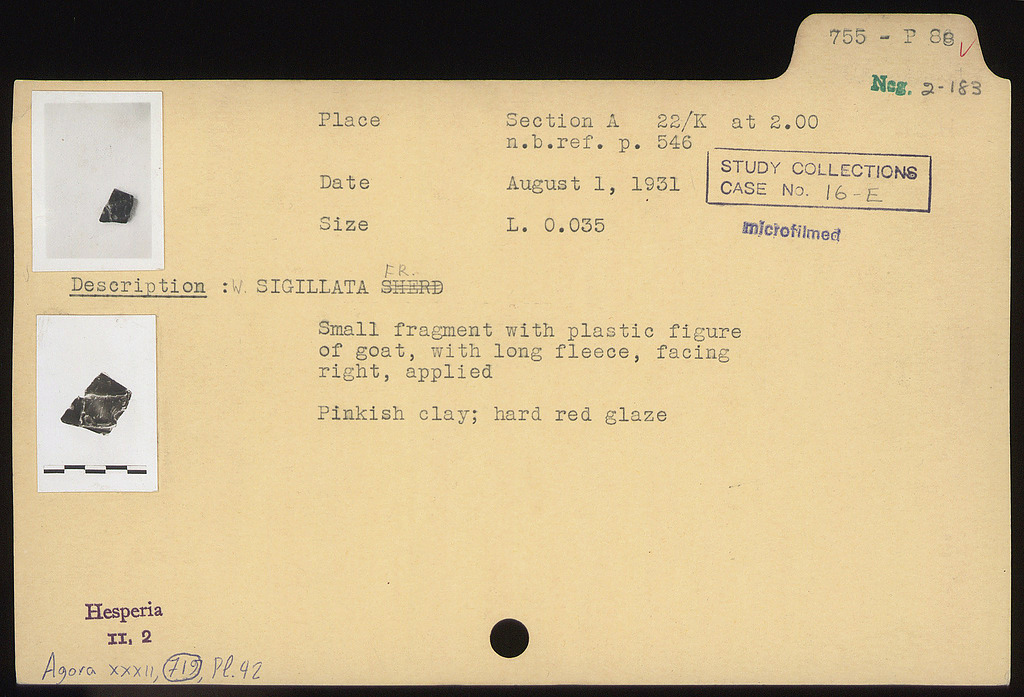 755 - P 88
Neg. 2-183
Place Section A 22/K at 2.00
n.b.ref. p. 546
Date August 1, 1931
STUDY COLLECTIONS
CASE No. 16-E
Size L. 0.035
microfilmed
FR.
Description : W. SIGILLATA SHERD
Small fragment with plastic figure
of goat, with long fleece, facing
right, applied
Pinkish clay; hard red glaze
Hesperia
II, 2
Agora XXXII, 719, Pl. 42